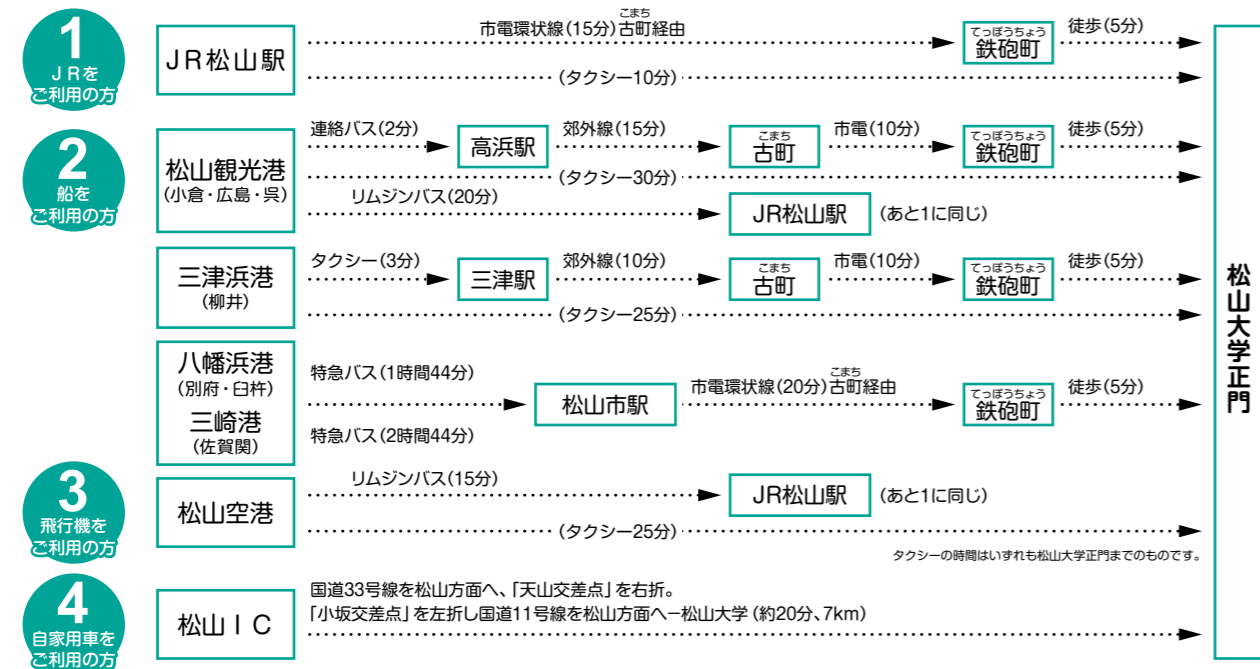 1
JRを
ご利用の方
JR松山駅
市電環状線(15分)古町経由
こまち
てっぽうちょう
鉄砲町
徒歩(5分)
(タクシー10分)
2
船を
ご利用の方
松山観光港
(小倉・広島・呉)
連絡バス(2分)
高浜駅
郊外線(15分)
こまち
古町
市電(10分)
てっぽうちょう
鉄砲町
徒歩(5分)
(タクシー30分)
リムジンバス(20分)
JR松山駅
(あと1に同じ)
三津浜港
(柳井)
タクシー(3分)
三津駅
郊外線(10分)
こまち
古町
市電(10分)
てっぽうちょう
鉄砲町
徒歩(5分)
(タクシー25分)
八幡浜港
(別府・臼杵)
三崎港
(佐賀関)
特急バス(1時間44分)
特急バス(2時間44分)
松山市駅
こまち
市電環状線(20分)古町経由
てっぽうちょう
鉄砲町
徒歩(5分)
3
飛行機を
ご利用の方
松山空港
リムジンバス(15分)
JR松山駅
(あと1に同じ)
(タクシー25分)
タクシーの時間はいずれも松山大学正門までのものです。
4
自家用車を
ご利用の方
松山IC
国道33号線を松山方面へ、「天山交差点」を右折。
「小坂交差点」を左折し国道11号線を松山方面へ−松山大学 (約20分、7km)
松山大学正門